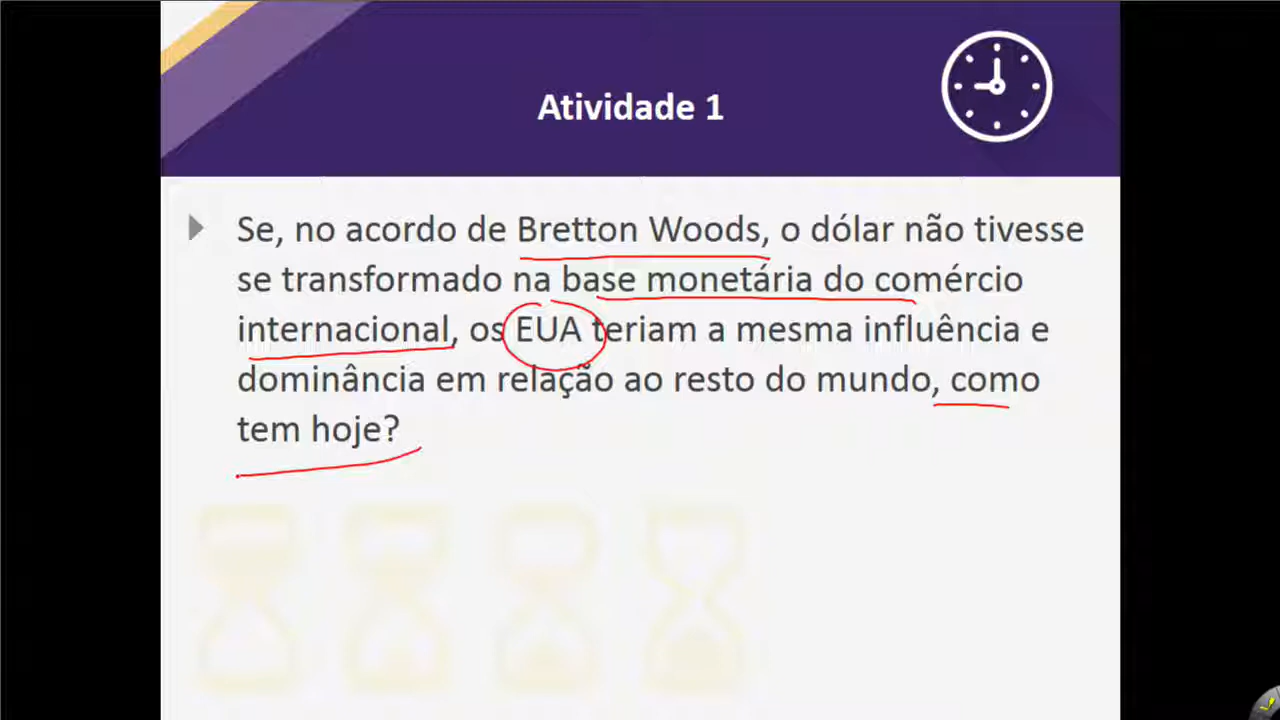 Atividade 1
Se, no acordo de Bretton Woods, o dólar não tivesse
se transformado na base monetária do comércio
internacional, os EUA teriam a mesma influência e
dominância em relação ao resto do mundo, como
tem hoje?